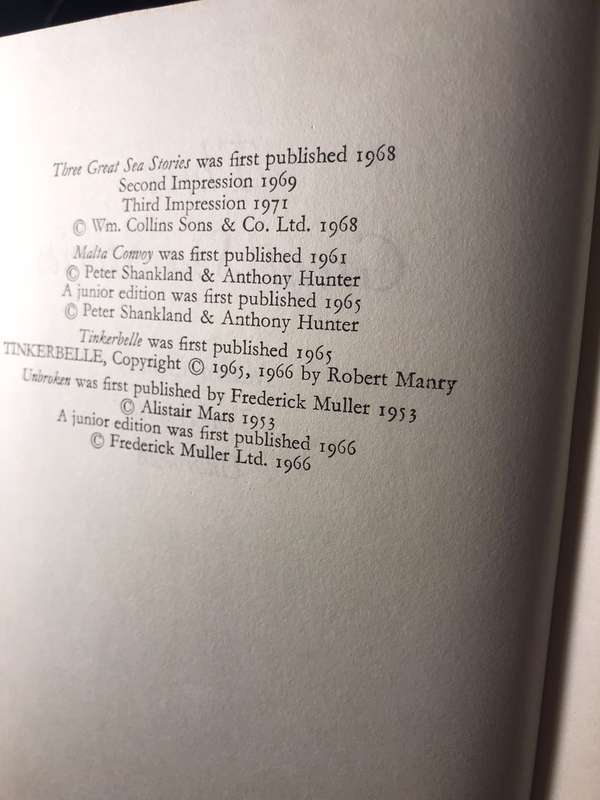 Three Great Sea Stories was first published 1968
Second Impression 1969
Third Impression 1971
© Wm. Collins Sons & Co. Ltd. 1968
Malta Convoy was first published 1961
© Peter Shankland & Anthony Hunter
A junior edition was first published 1965
© Peter Shankland & Anthony Hunter
Tinkerbelle was first published 1965
TINKERBELLE, Copyright © 1965, 1966 by Robert Manry
Unbroken was first published by Frederick Muller 1953
© Alistair Mars 1953
A junior edition was first published 1966
© Frederick Muller Ltd. 1966